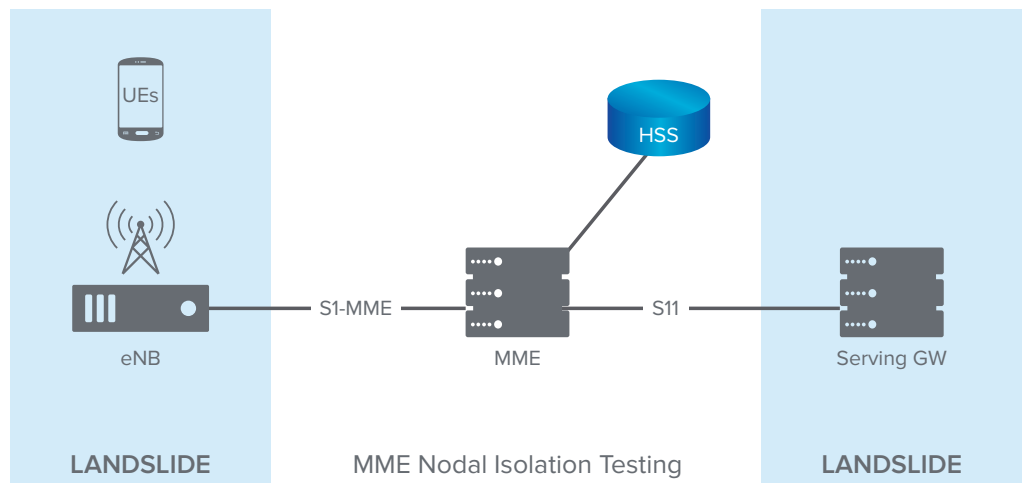 UEs
HSS
S1-MME
S11
eNB
MME
Serving GW
LANDSLIDE
MME Nodal Isolation Testing
LANDSLIDE